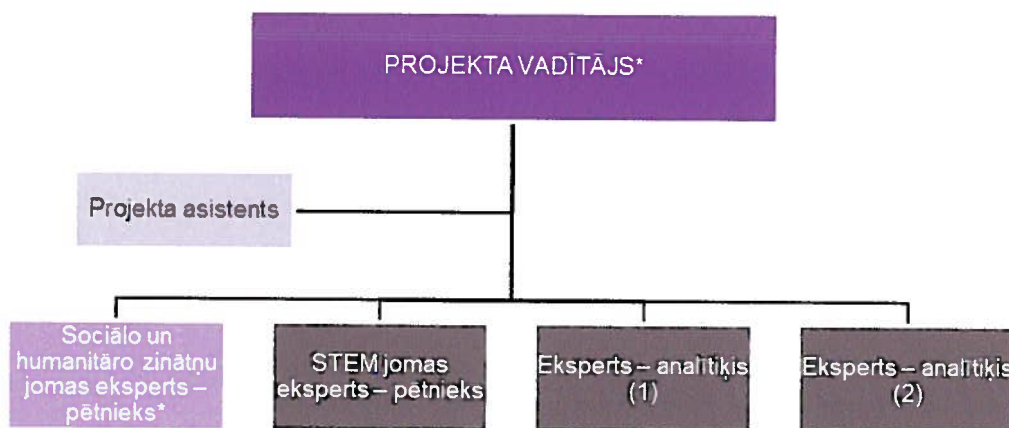 PROJEKTA VADĪTĀJS*
Projekta asistents
Sociālo un
humanitāro zinātņu
jomas eksperts –
pētnieks*
STEM jomas
eksperts – pētnieks
Eksperts – analītiķis
(1)
Eksperts – analītiķis
(2)